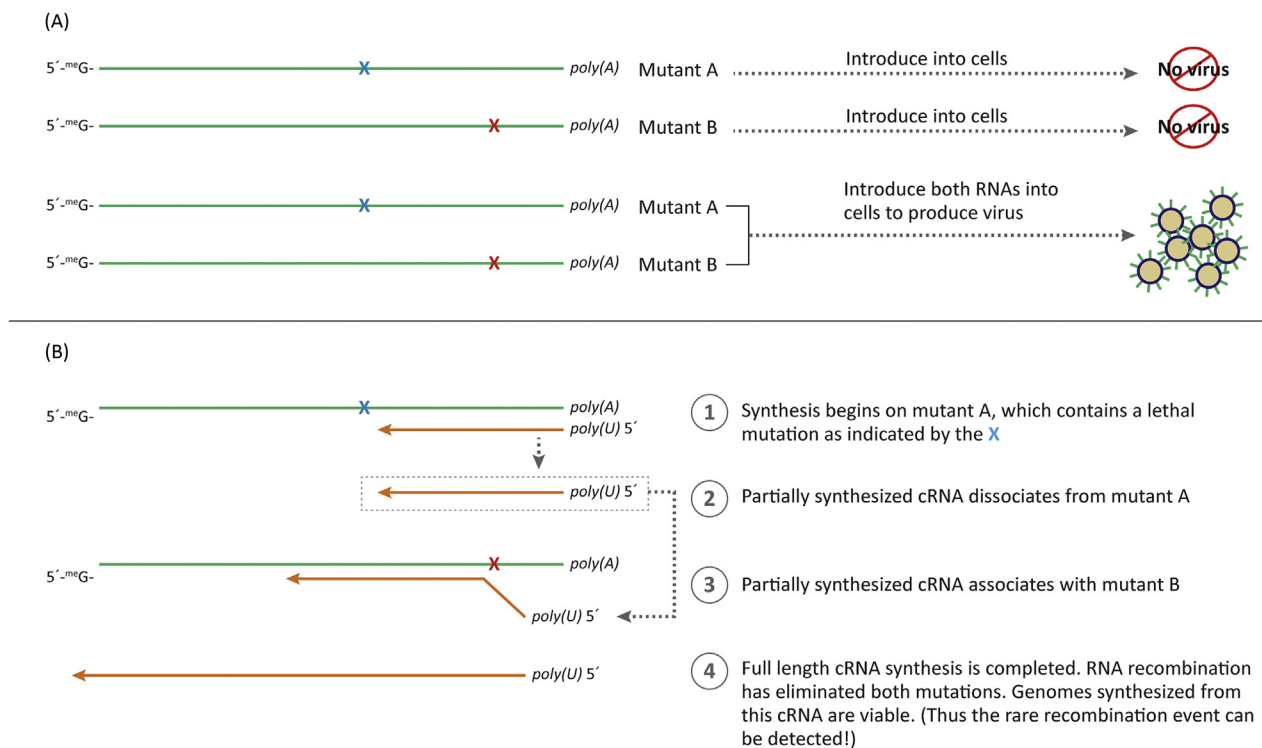 (A)
5´-ᵐᵉG- X poly(A) Mutant A Introduce into cells No virus
5´-ᵐᵉG- X poly(A) Mutant B Introduce into cells No virus
5´-ᵐᵉG- X poly(A) Mutant A
Introduce both RNAs into
cells to produce virus
5´-ᵐᵉG- X poly(A) Mutant B
(B)
5´-ᵐᵉG- X poly(A)
poly(U) 5´
1 Synthesis begins on mutant A, which contains a lethal
mutation as indicated by the X
poly(U) 5´
2 Partially synthesized cRNA dissociates from mutant A
5´-ᵐᵉG- X poly(A)
poly(U) 5´
3 Partially synthesized cRNA associates with mutant B
poly(U) 5´
4 Full length cRNA synthesis is completed. RNA recombination
has eliminated both mutations. Genomes synthesized from
this cRNA are viable. (Thus the rare recombination event can
be detected!)